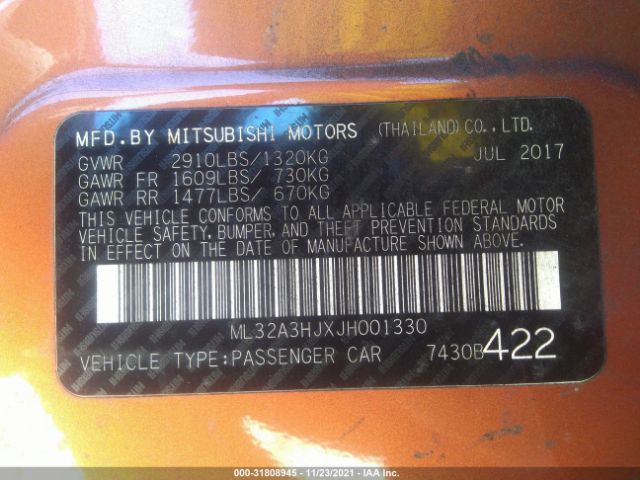 MFD.BY MITSUBISHI MOTORS (THAILAND) CO., LTD.
GVWR 2910LBS/1320KG JUL 2017
GAWR FR 1609LBS/ 730KG
GAWR RR 1477LBS/ 670KG
THIS VEHICLE CONFORMS TO ALL APPLICABLE FEDERAL MOTOR
VEHICLE SAFETY, BUMPER, AND THEFT PREVENTION STANDARDS
IN EFFECT ON THE DATE OF MANUFACTURE SHOWN ABOVE.
ML32A3HJXJH001330
VEHICLE TYPE:PASSENGER CAR 7430B422
000-31808945 - 11/23/2021 - IAA Inc.